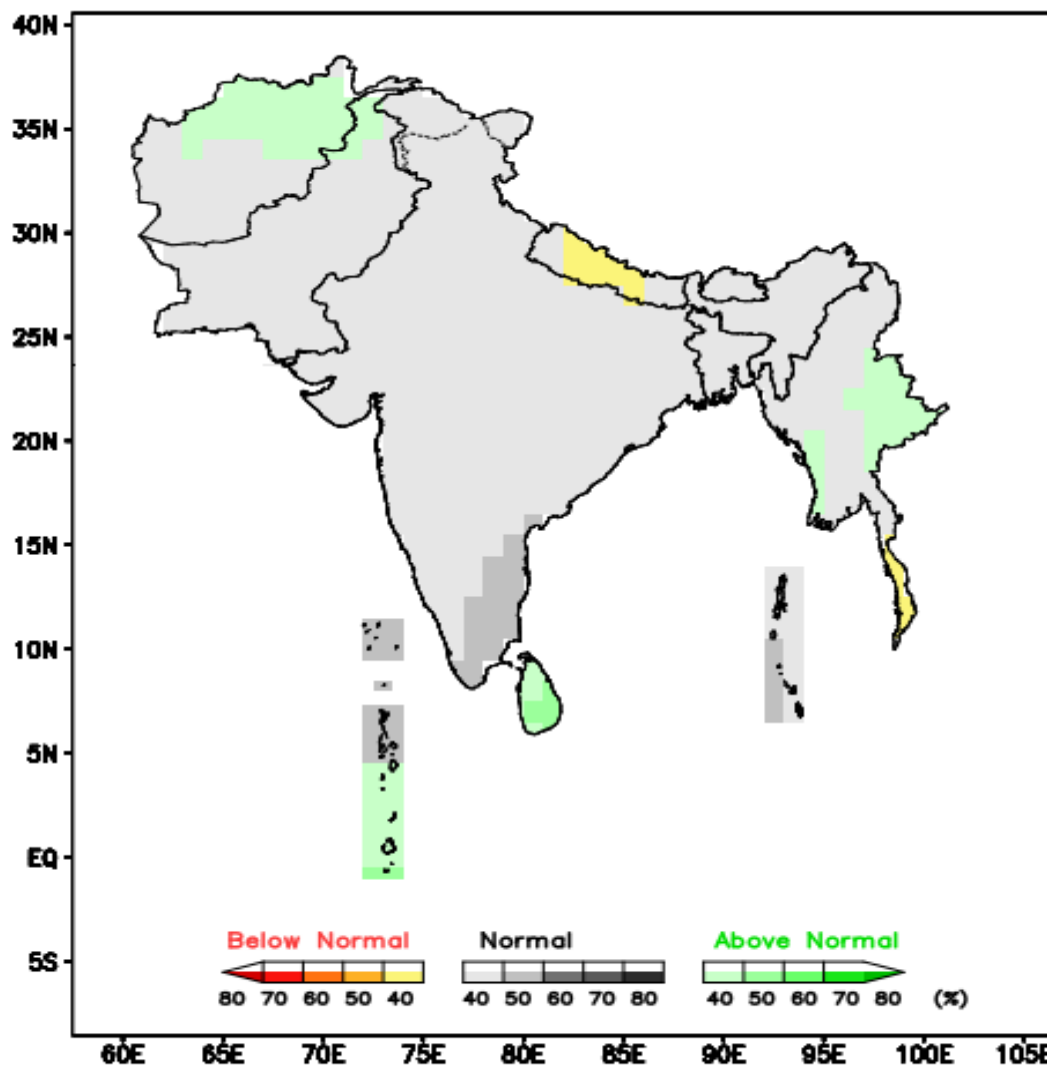 40N
35N
30N
25N
20N
15N
10N
5N
EQ
5S
Below Normal
Normal
Above Normal
80 70 60 50 40
40 50 60 70 80
40 50 60 70 80 (%)
60E 65E 70E 75E 80E 85E 90E 95E 100E 105E